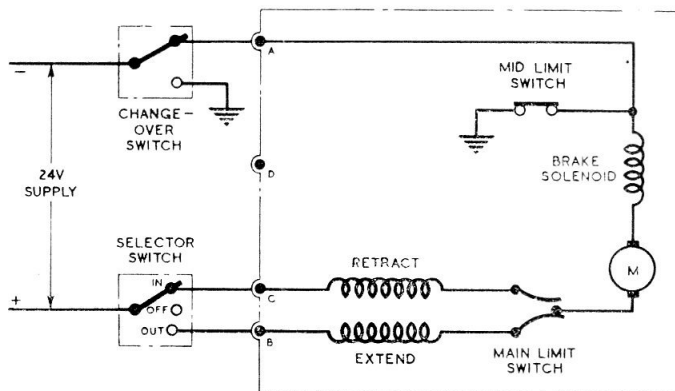 A
−
CHANGE-
OVER
SWITCH
MID LIMIT
SWITCH
24V
SUPPLY
D
BRAKE
SOLENOID
SELECTOR
SWITCH
IN
RETRACT
M
C
+
OFF
OUT
B
EXTEND
MAIN LIMIT
SWITCH